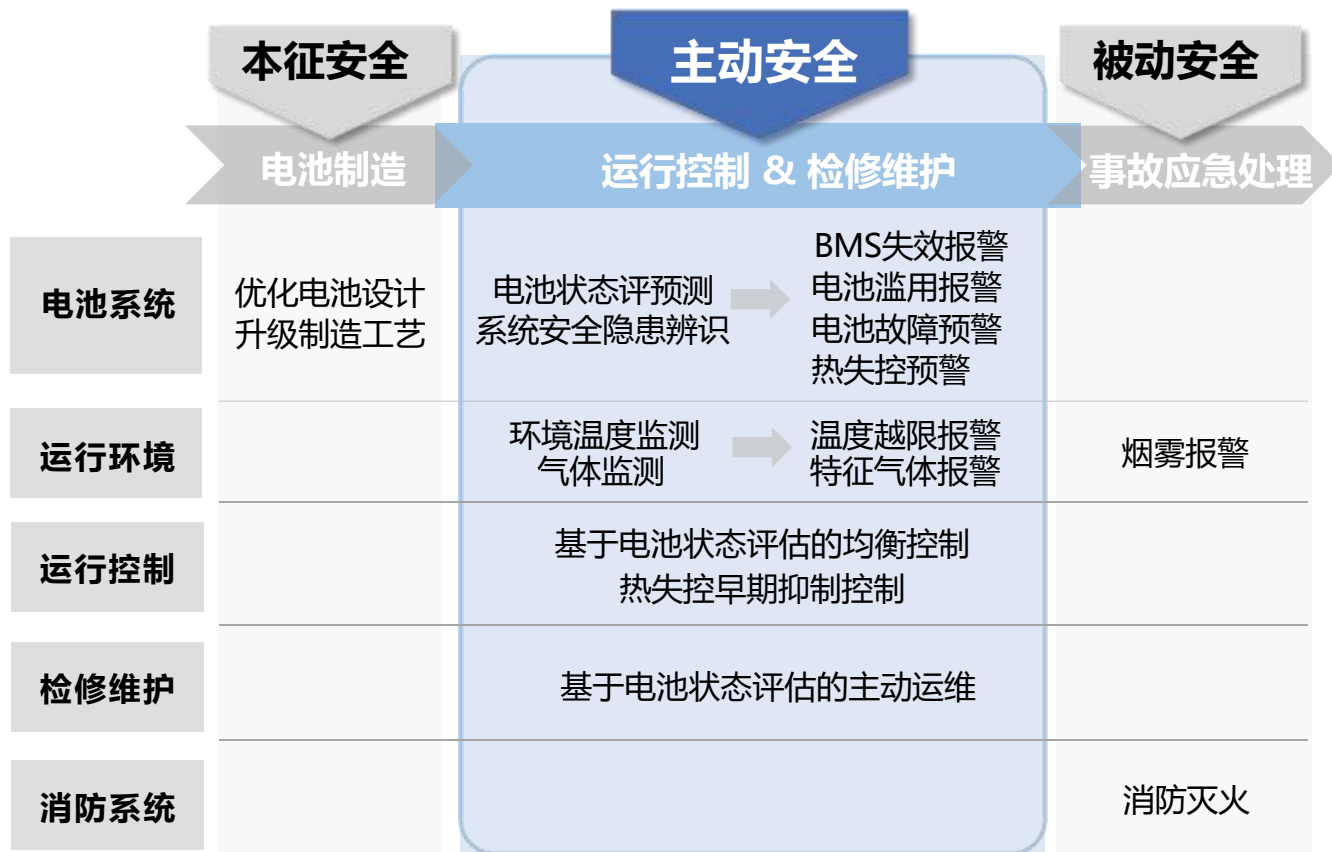 本征安全
主动安全
被动安全
电池制造
运行控制 & 检修维护
事故应急处理
电池系统
优化电池设计
升级制造工艺
电池状态评预测
系统安全隐患辨识
BMS失效报警
电池滥用报警
电池故障预警
热失控预警
运行环境
环境温度监测
气体监测
温度越限报警
特征气体报警
烟雾报警
运行控制
基于电池状态评估的均衡控制
热失控早期抑制控制
检修维护
基于电池状态评估的主动运维
消防系统
消防灭火